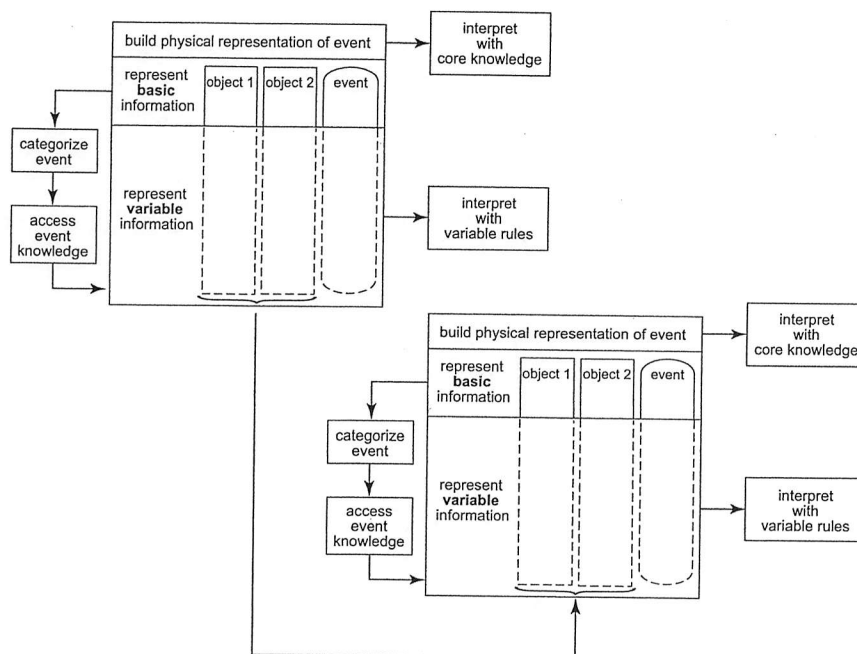 build physical representation of event
interpret
with
core knowledge
represent
basic
information
object 1
object 2
event
categorize
event
represent
variable
information
access
event
knowledge
interpret
with
variable rules
build physical representation of event
interpret
with
core knowledge
represent
basic
information
object 1
object 2
event
categorize
event
represent
variable
information
access
event
knowledge
interpret
with
variable rules